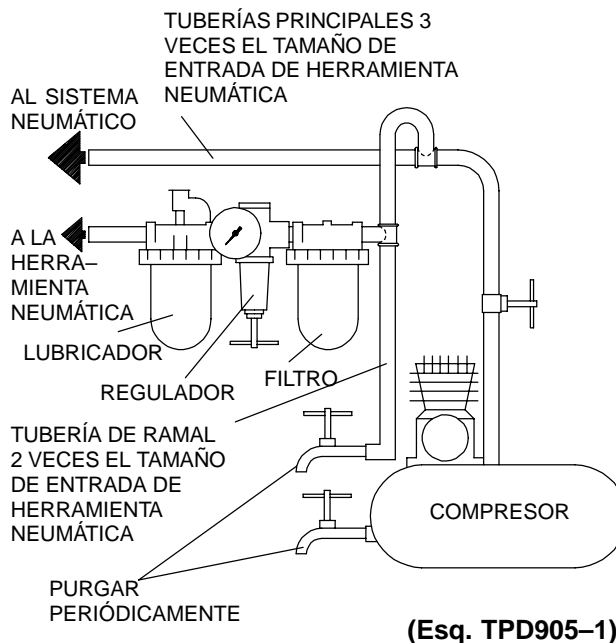 TUBERÍAS PRINCIPALES 3
VECES EL TAMAÑO DE
ENTRADA DE HERRAMIENTA
NEUMÁTICA
AL SISTEMA
NEUMÁTICO
A LA
HERRA–
MIENTA
NEUMÁTICA
LUBRICADOR
REGULADOR
FILTRO
TUBERÍA DE RAMAL
2 VECES EL TAMAÑO
DE ENTRADA DE
HERRAMIENTA
NEUMÁTICA
COMPRESOR
PURGAR
PERIÓDICAMENTE
(Esq. TPD905–1)